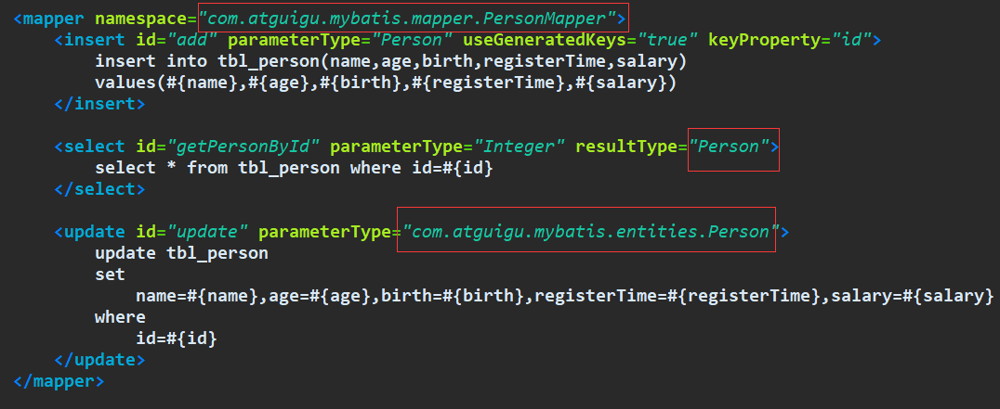 <mapper namespace="com.atguigu.mybatis.mapper.PersonMapper">
<insert id="add" parameterType="Person" useGeneratedKeys="true" keyProperty="id">
insert into tbl_person(name,age,birth,registerTime,salary)
values(#{name},#{age},#{birth},#{registerTime},#{salary})
</insert>
<select id="getPersonById" parameterType="Integer" resultType="Person">
select * from tbl_person where id=#{id}
</select>
<update id="update" parameterType="com.atguigu.mybatis.entities.Person">
update tbl_person
set
name=#{name},age=#{age},birth=#{birth},registerTime=#{registerTime},salary=#{salary}
where
id=#{id}
</update>
</mapper>